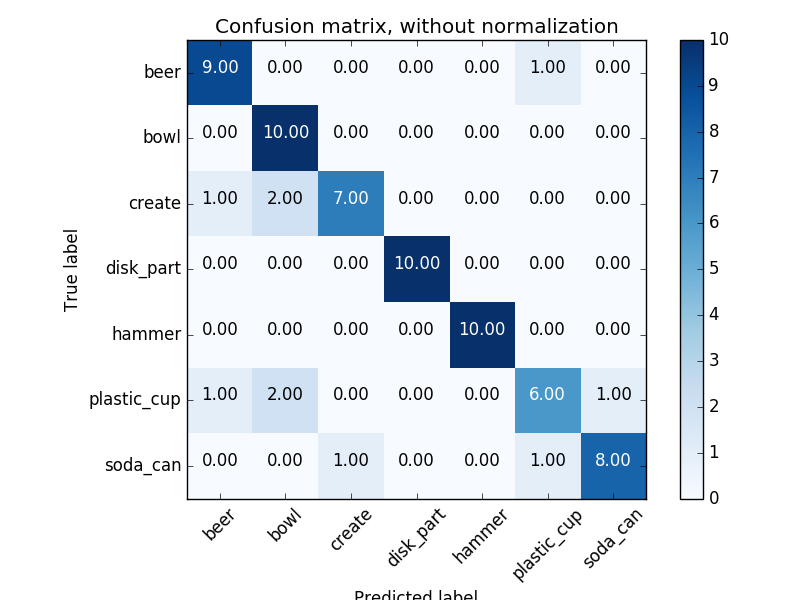 Confusion matrix, without normalization
beer 9.00 0.00 0.00 0.00 0.00 1.00 0.00
bowl 0.00 10.00 0.00 0.00 0.00 0.00 0.00
create 1.00 2.00 7.00 0.00 0.00 0.00 0.00
disk_part 0.00 0.00 0.00 10.00 0.00 0.00 0.00
hammer 0.00 0.00 0.00 0.00 10.00 0.00 0.00
plastic_cup 1.00 2.00 0.00 0.00 0.00 6.00 1.00
soda_can 0.00 0.00 1.00 0.00 0.00 1.00 8.00
True label
beer bowl create disk_part hammer plastic_cup soda_can
Predicted label
10
9
8
7
6
5
4
3
2
1
0